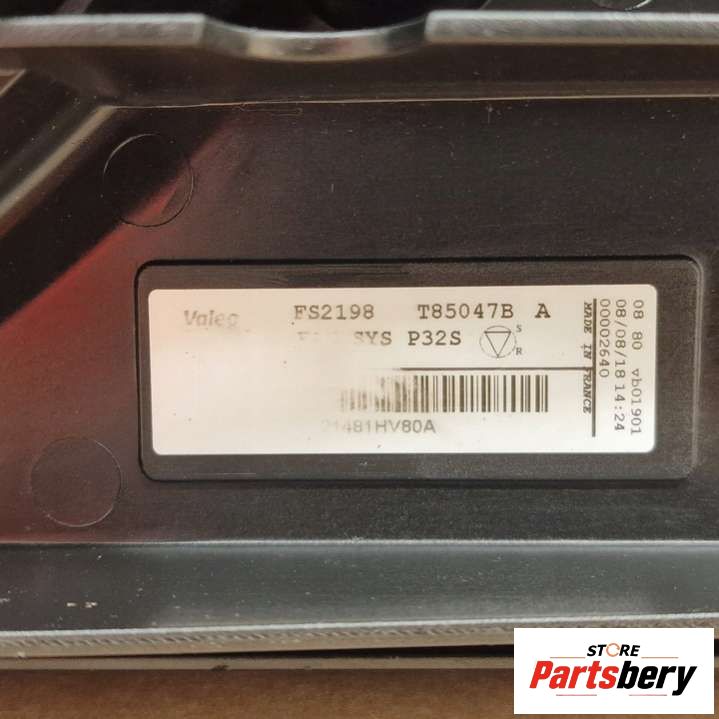 Valeo FS2198 T85047B A
SYS P32S
S
R
21481HV80A
MADE IN FRANCE
00002640
08/08/18 14:24
08 80 vb01901
STORE
Partsbery